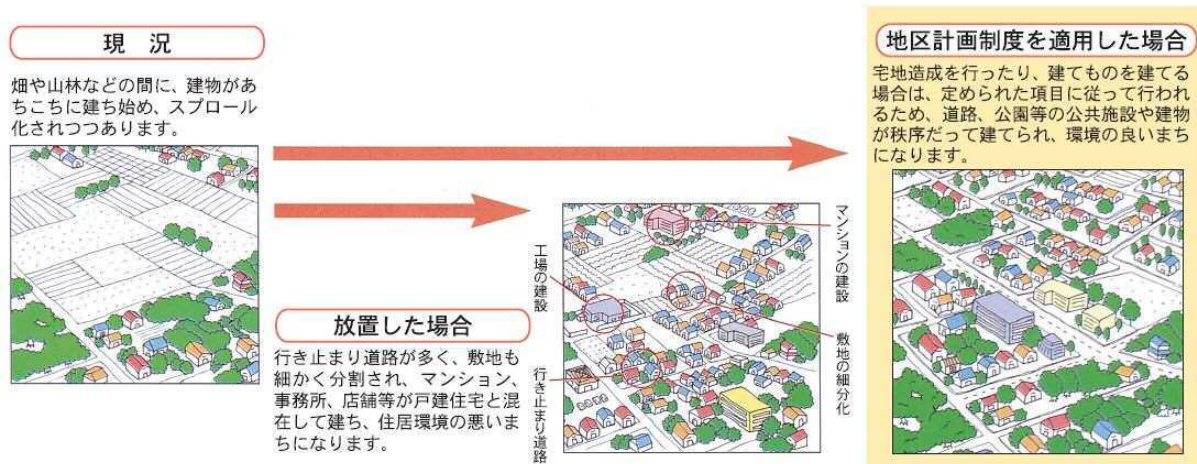 現 況
畑や山林などの間に、建物があ
ちこちに建ち始め、スプロール
化されつつあります。
放置した場合
行き止まり道路が多く、敷地も
細かく分割され、マンション、
事務所、店舗等が戸建住宅と混
在して建ち、住居環境の悪いま
ちになります。
工場の建設
行き止まり道路
マンションの建設
敷地の細分化
地区計画制度を適用した場合
宅地造成を行ったり、建てものを建てる
場合は、定められた項目に従って行われ
るため、道路、公園等の公共施設や建物
が秩序だって建てられ、環境の良いまち
になります。